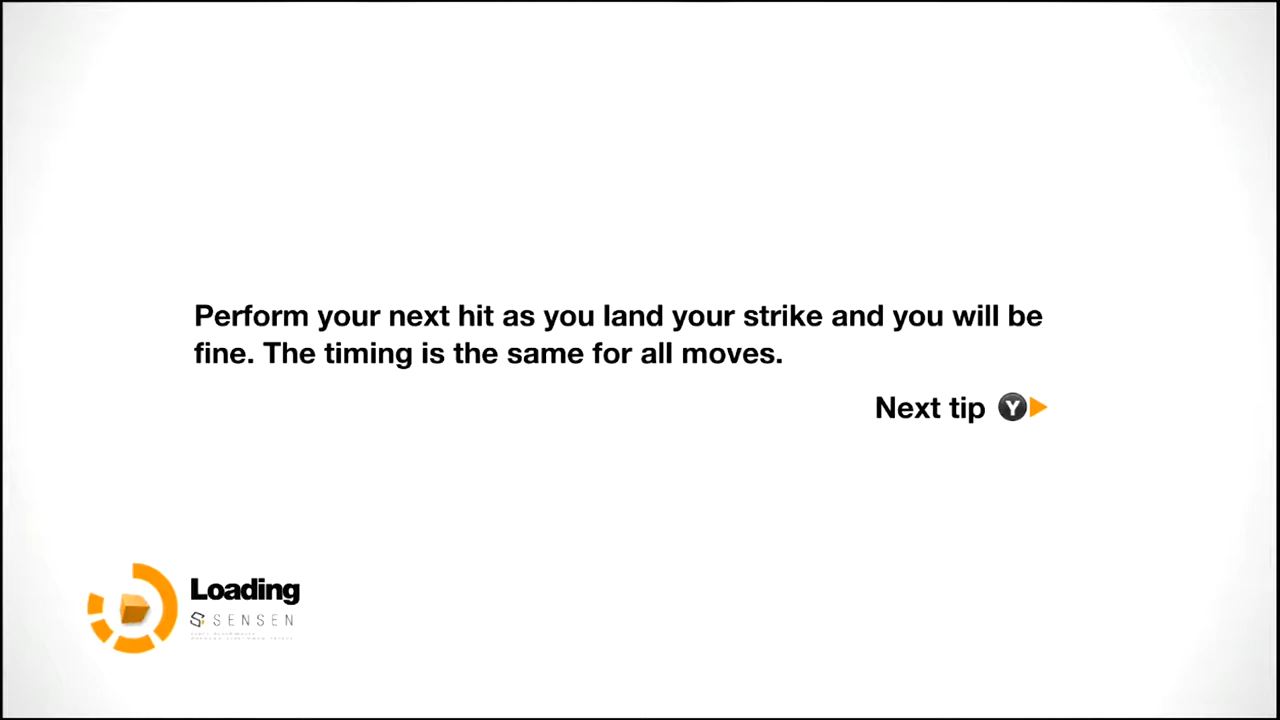 Perform your next hit as you land your strike and you will be
fine. The timing is the same for all moves.
Next tip Y
Loading
SENSEN